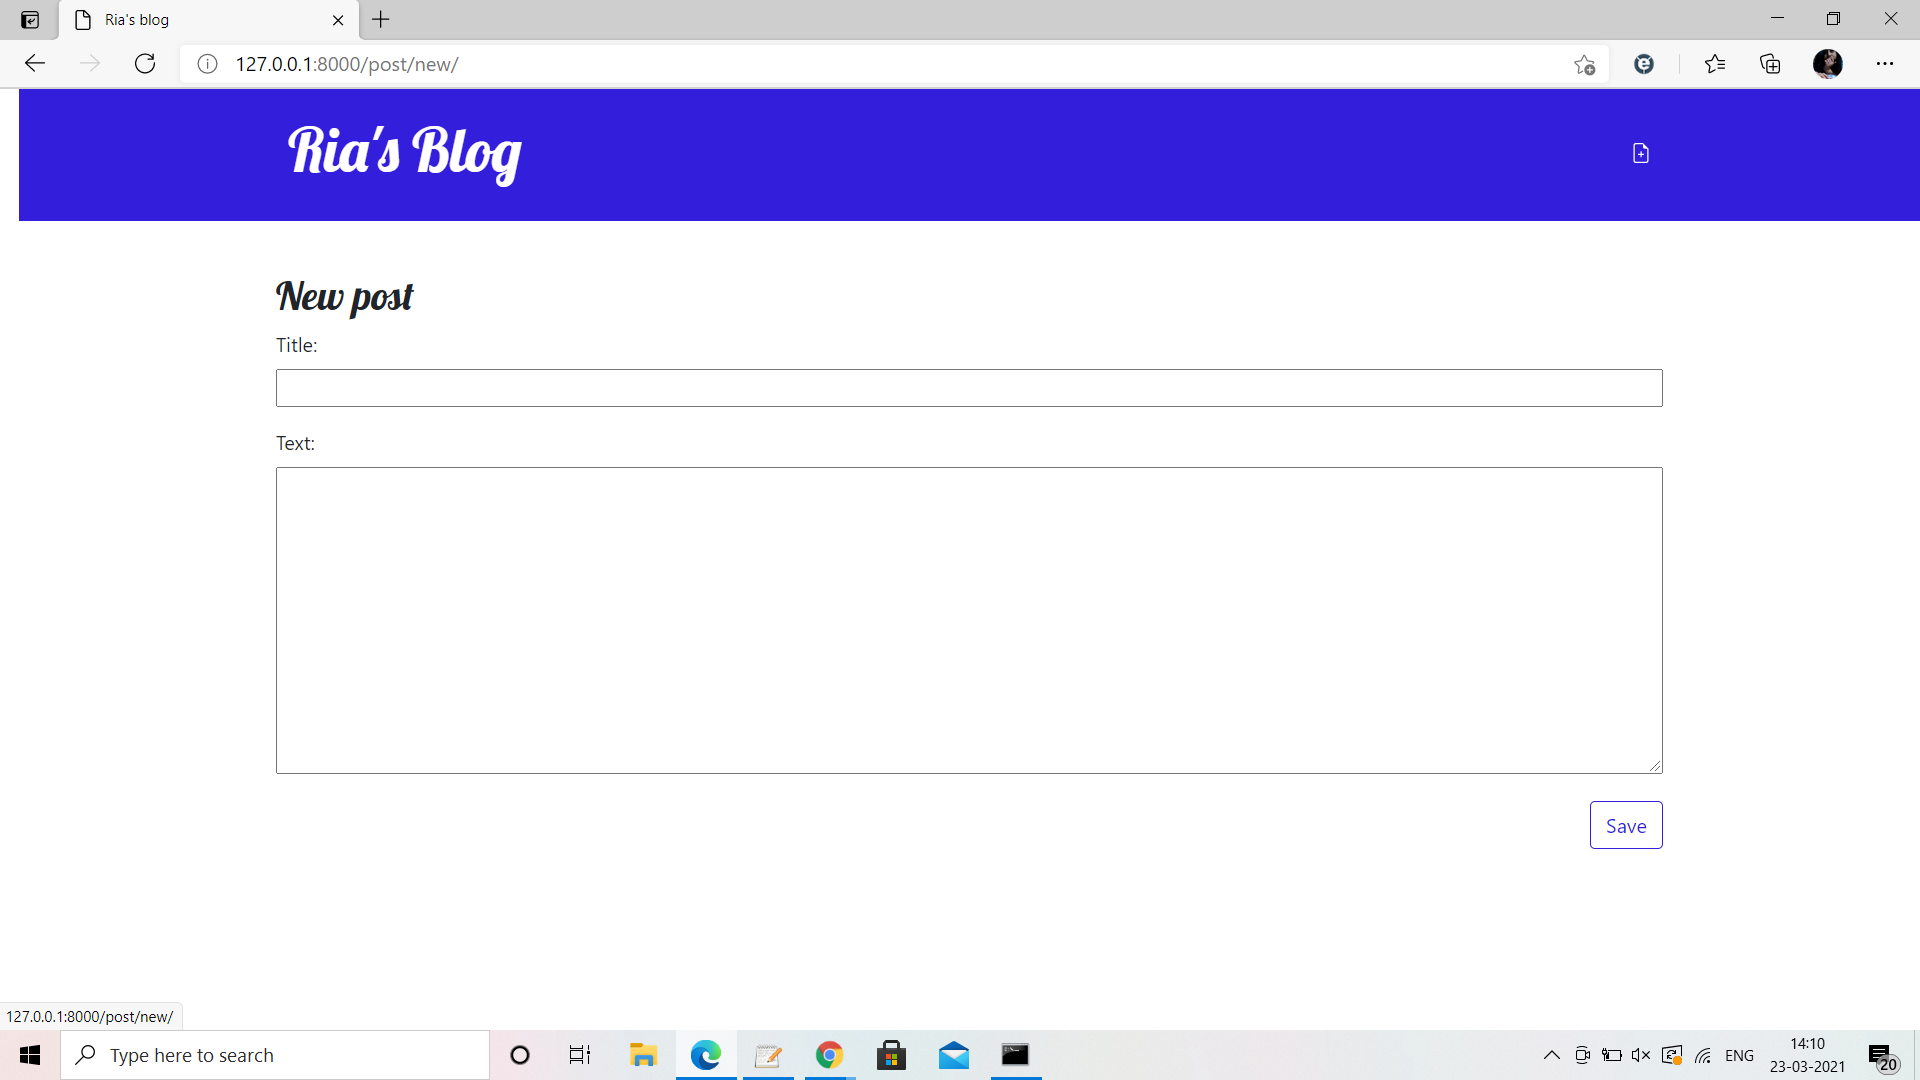 Ria's blog
127.0.0.1:8000/post/new/
Ria's Blog
New post
Title:
Text:
Save
127.0.0.1:8000/post/new/
Type here to search
ENG
14:10
23-03-2021
20